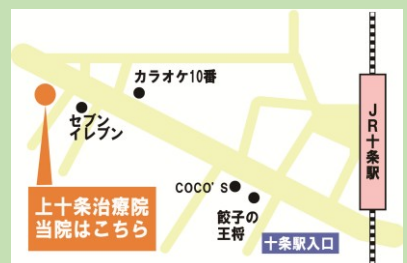 カラオケ10番
セブン
イレブン
JR十条駅
COCO'S
餃子の
王将
上十条治療院
当院はこちら
十条駅入口